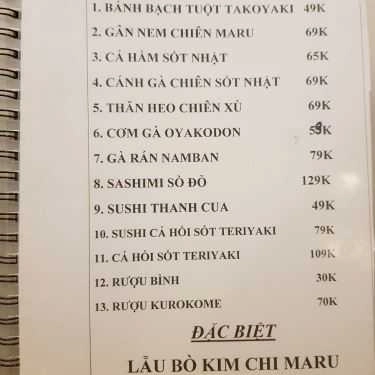 1. BÁNH BẠCH TUỘT TAKOYAKI 49K
2. GÂN NEM CHIÊN MARU 69K
3. CÁ HÀM SỐT NHẬT 65K
4. CÁNH GÀ CHIÊN SỐT NHẬT 69K
5. THĂN HEO CHIÊN XÙ 69K
6. CƠM GÀ OYAKODON
7. GÀ RÁN NAMBAN 79K
8. SASHIMI SÒ ĐỎ 129K
9. SUSHI THANH CUA 49K
10. SUSHI CÁ HỒI SỐT TERIYAKI 79K
11. CÁ HỒI SỐT TERIYAKI 109K
12. RƯỢU BÌNH 30K
13. RƯỢU KUROKOME 70K
ĐẶC BIỆT
LẨU BÒ KIM CHI MARU